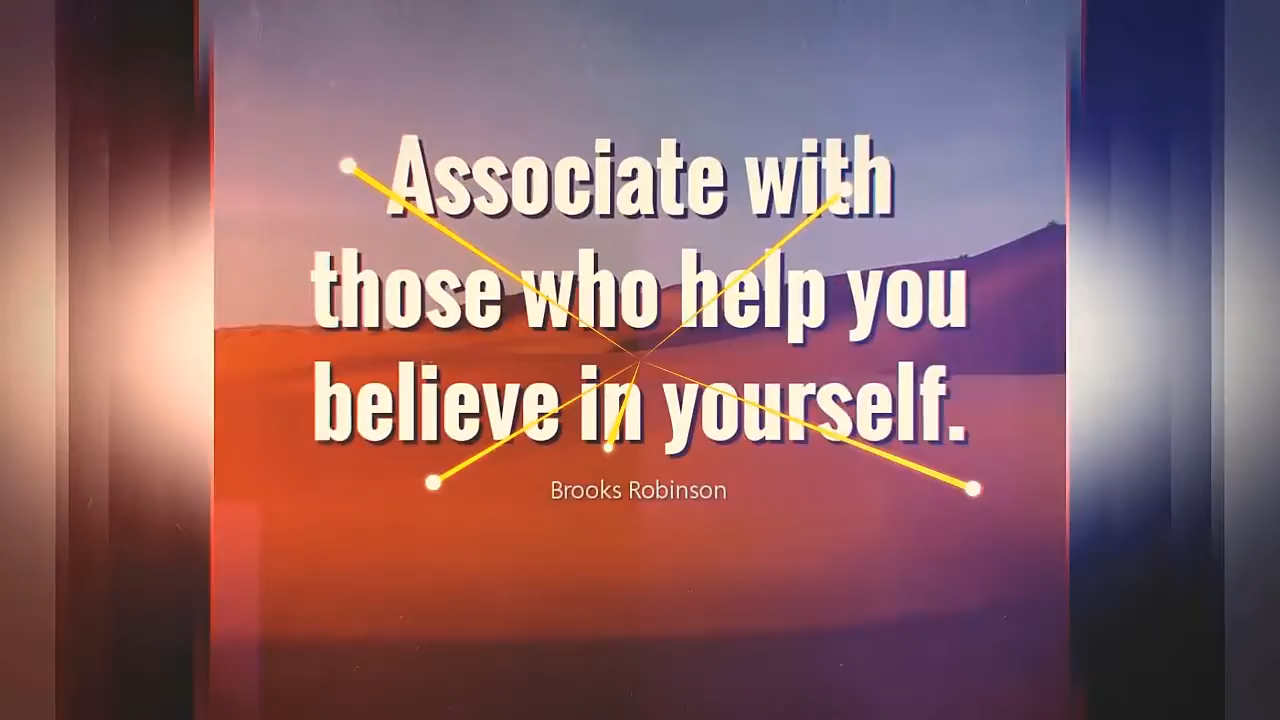 Associate with
those who help you
believe in yourself.
Brooks Robinson